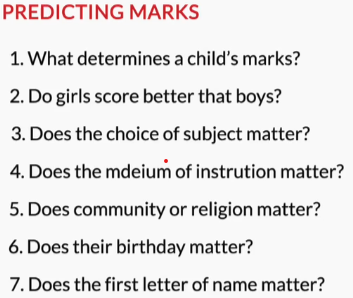 PREDICTING MARKS
1. What determines a child's marks?
2. Do girls score better that boys?
3. Does the choice of subject matter?
4. Does the mdeium of instrution matter?
5. Does community or religion matter?
6. Does their birthday matter?
7. Does the first letter of name matter?